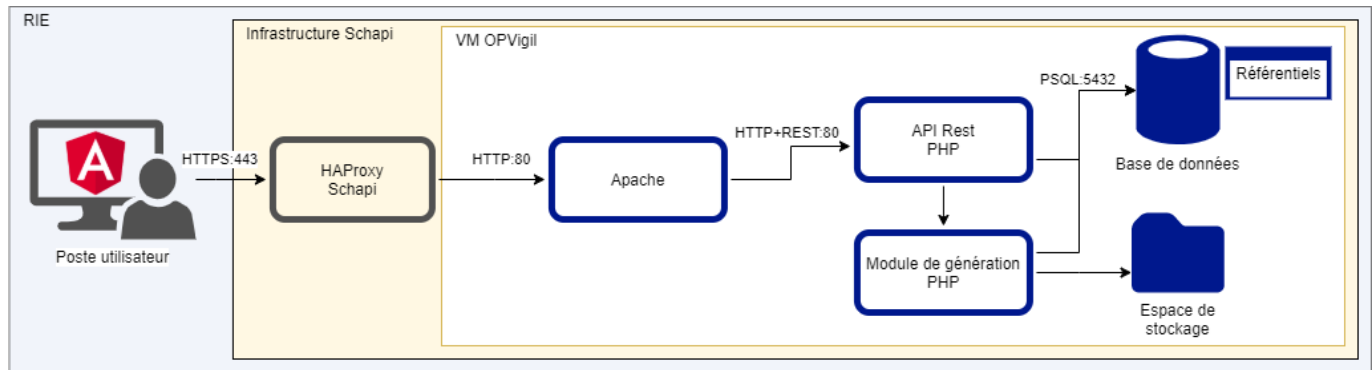 RIE
Infrastructure Schapi
VM OPVigil
PSQL:5432
Référentiels
HTTPS:443
HAProxy
Schapi
HTTP:80
Apache
HTTP+REST:80
API Rest
PHP
Base de données
Poste utilisateur
Module de génération
PHP
Espace de
stockage
A